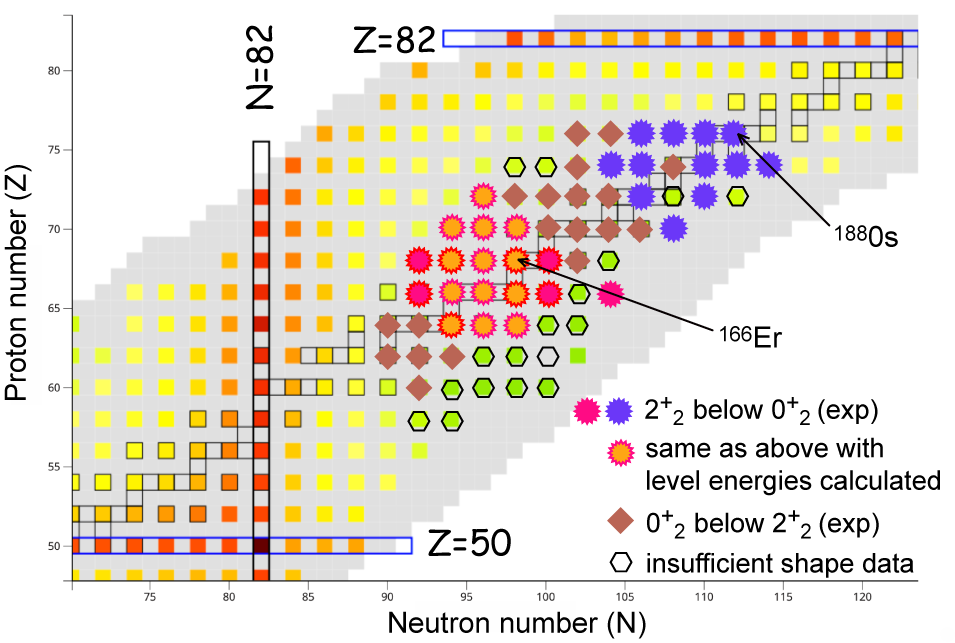 Z=82
N=82
80
75
70
65
60
55
50
Proton number (Z)
¹⁸⁸0s
¹⁶⁶Er
2⁺₂ below 0⁺₂ (exp)
same as above with
level energies calculated
0⁺₂ below 2⁺₂ (exp)
insufficient shape data
Z=50
75 80 85 90 95 100 105 110 115 120
Neutron number (N)